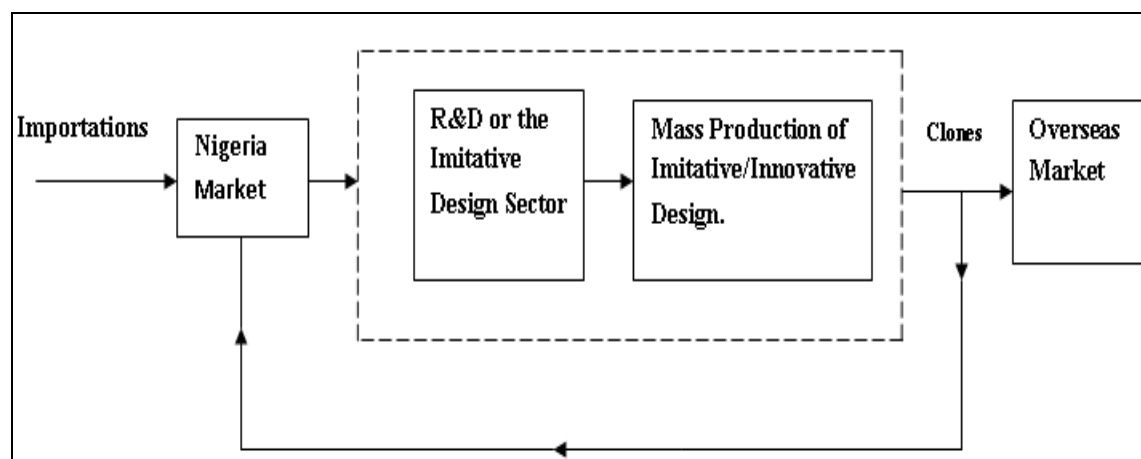 Importations
Nigeria
Market
R&D or the
Imitative
Design Sector
Mass Production of
Imitative/Innovative
Design.
Clones
Overseas
Market